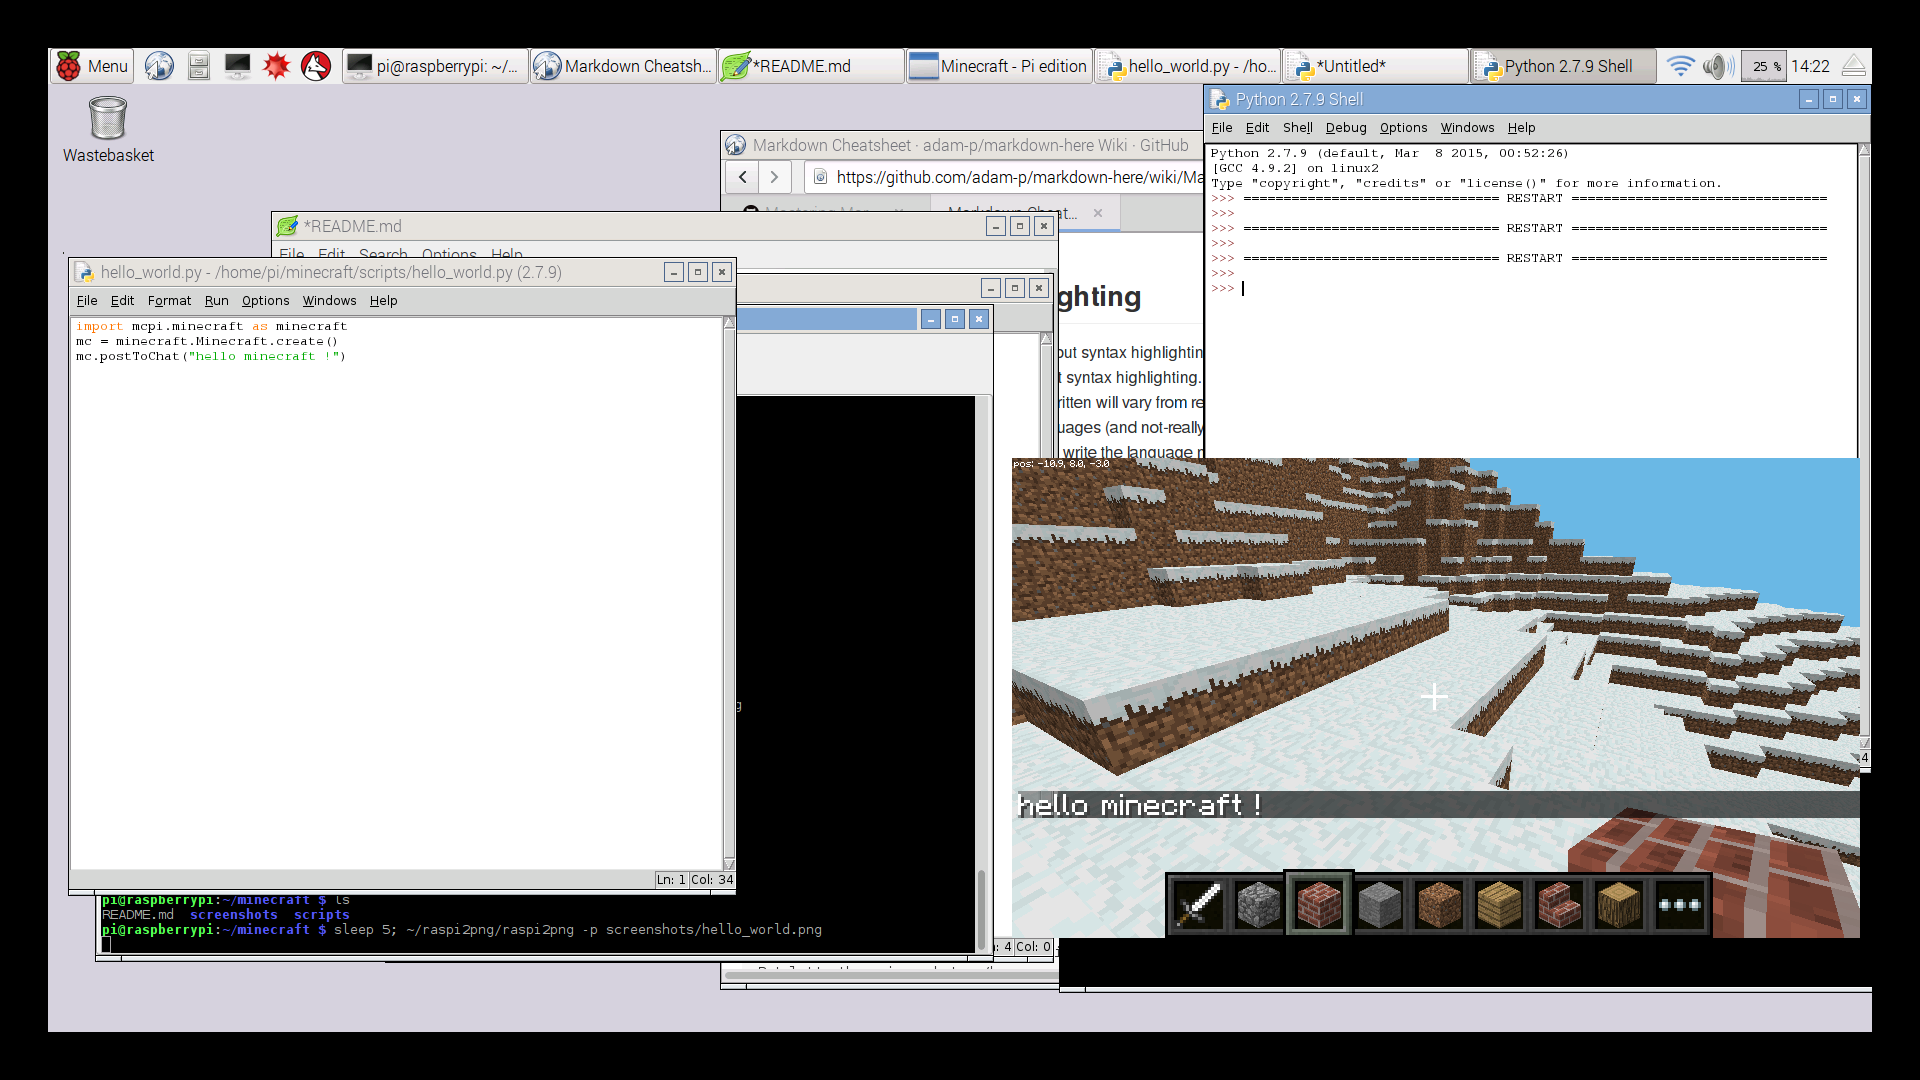 Menu
pi@raspberrypi: ~/...
Markdown Cheatsh...
*README.md
Minecraft - Pi edition
hello_world.py - /ho...
*Untitled*
Python 2.7.9 Shell
25 %
14:22
Wastebasket
Python 2.7.9 Shell
File Edit Shell Debug Options Windows Help
Python 2.7.9 (default, Mar  8 2015, 00:52:26)
[GCC 4.9.2] on linux2
Type "copyright", "credits" or "license()" for more information.
>>> ================================ RESTART ================================
>>>
>>> ================================ RESTART ================================
>>>
>>> ================================ RESTART ================================
>>>
>>>
4
Markdown Cheatsheet · adam-p/markdown-here Wiki · GitHub
https://github.com/adam-p/markdown-here/wiki/Ma
Markdown Cheat...
ghting
out syntax highlightin
t syntax highlighting.
ritten will vary from re
uages (and not-really
write the language n
*README.md
File Edit Search Options Help
hello_world.py - /home/pi/minecraft/scripts/hello_world.py (2.7.9)
File Edit Format Run Options Windows Help
import mcpi.minecraft as minecraft
mc = minecraft.Minecraft.create()
mc.postToChat("hello minecraft !")
Ln: 1 Col: 34
g
pi@raspberrypi:~/minecraft $ ls
README.md  screenshots  scripts
pi@raspberrypi:~/minecraft $ sleep 5; ~/raspi2png/raspi2png -p screenshots/hello_world.png
: 4 Col: 0
pos: -10.9, 8.0, -3.0
hello minecraft !